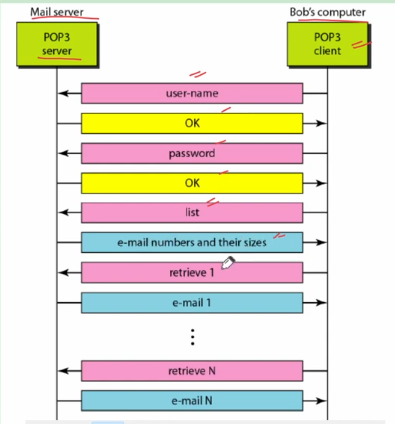 Mail server
Bob's computer
POP3
server
POP3
client
user-name
OK
password
OK
list
e-mail numbers and their sizes
retrieve 1
e-mail 1
retrieve N
e-mail N